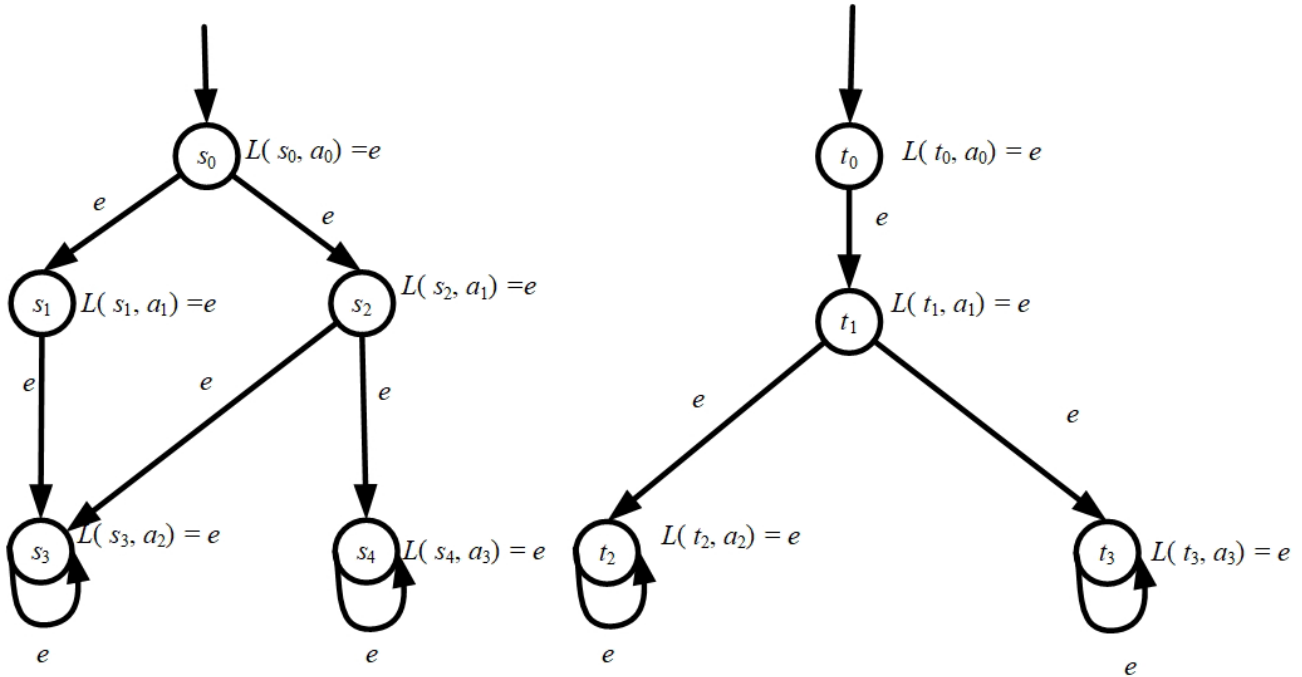 s0 L( s0, a0) =e
e
e
s1 L( s1, a1) =e
s2 L( s2, a1) =e
e
e
e
s3 L( s3, a2) = e
s4 L( s4, a3) = e
e
e
t0 L( t0, a0) = e
e
t1 L( t1, a1) = e
e
e
t2 L( t2, a2) = e
t3 L( t3, a3) = e
e
e